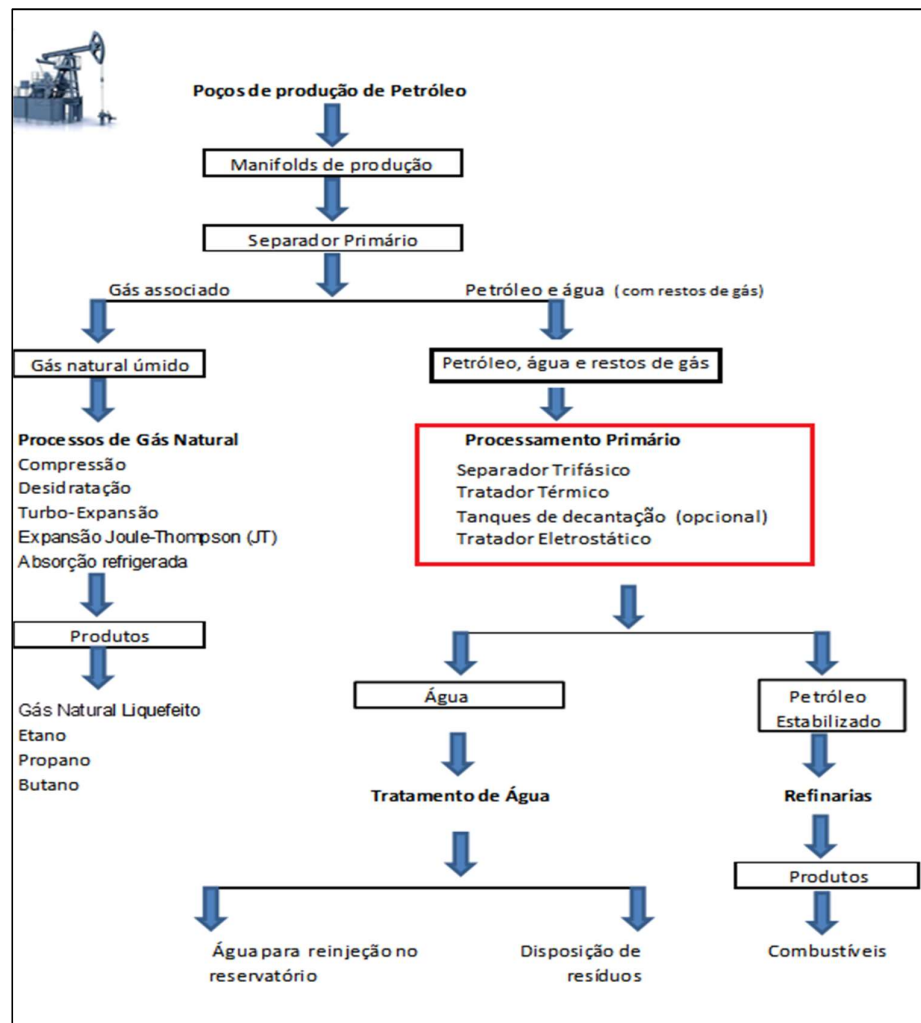 Poços de produção de Petróleo
Manifolds de produção
Separador Primário
Gás associado
Petróleo e água (com restos de gás)
Gás natural úmido
Petróleo, água e restos de gás
Processos de Gás Natural
Compressão
Desidratação
Turbo-Expansão
Expansão Joule-Thompson (JT)
Absorção refrigerada
Processamento Primário
Separador Trifásico
Tratador Térmico
Tanques de decantação (opcional)
Tratador Eletrostático
Produtos
Gás Natural Liquefeito
Etano
Propano
Butano
Água
Petróleo
Estabilizado
Tratamento de Água
Refinarias
Produtos
Água para reinjeção no
reservatório
Disposição de
resíduos
Combustíveis